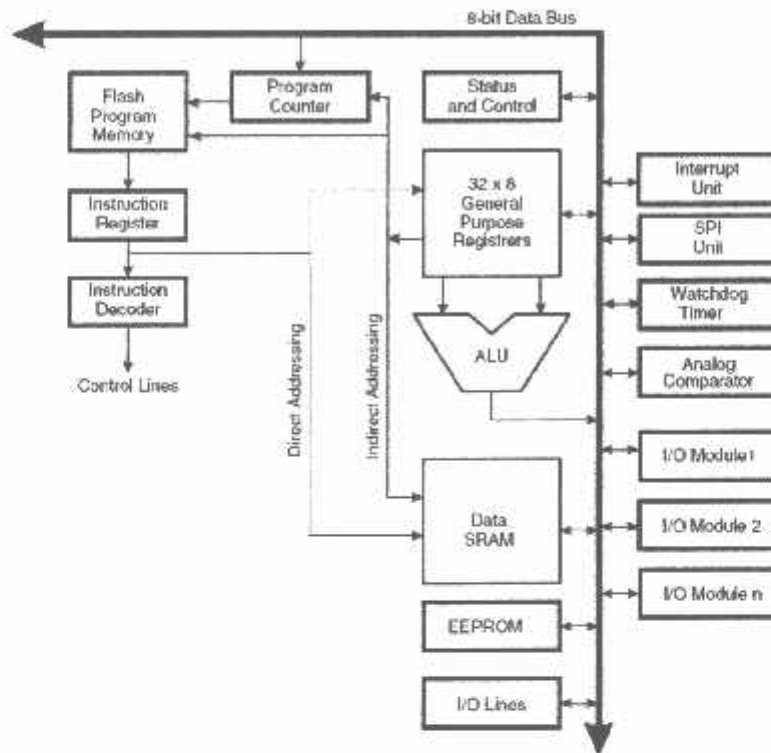 8-bit Data Bus
Flash
Program
Memory
Program
Counter
Status
and Control
32 x 8
General
Purpose
Registrers
Interrupt
Unit
Instruction
Register
SPI
Unit
Instruction
Decoder
Watchdog
Timer
ALU
Analog
Comparator
Control Lines
Direct Addressing
Indirect Addressing
I/O Module1
Data
SRAM
I/O Module 2
I/O Module n
EEPROM
I/O Lines